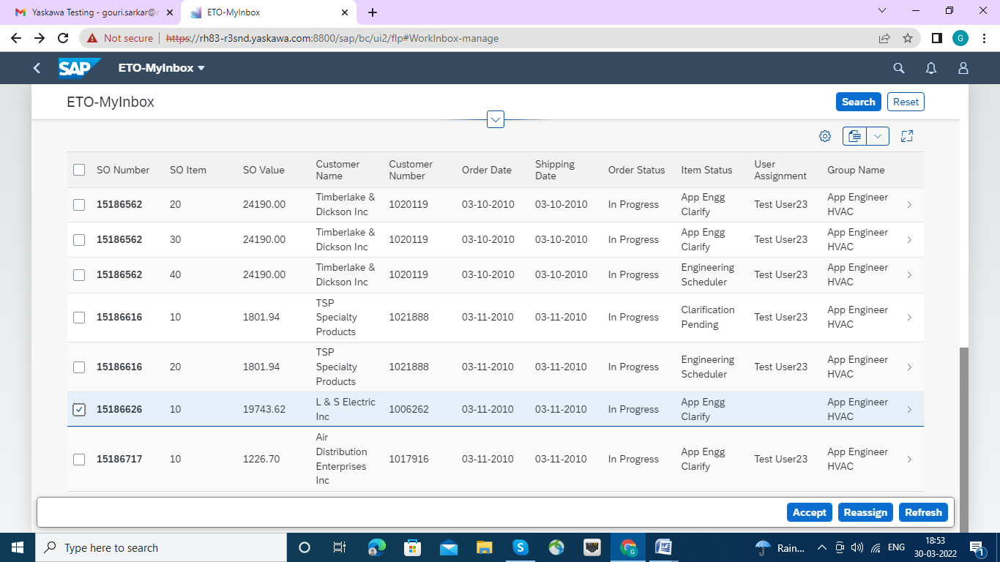 Yaskawa Testing - gouri.sarkar@
ETO-MyInbox
Not secure
https://rh83-r3snd.yaskawa.com:8800/sap/bc/ui2/flp#WorkInbox-manage
G
SAP
ETO-MyInbox
ETO-MyInbox
Search
Reset
SO Number SO Item SO Value Customer Name Customer Number Order Date Shipping Date Order Status Item Status User Assignment Group Name
15186562 20 24190.00 Timberlake & Dickson Inc 1020119 03-10-2010 03-10-2010 In Progress App Engg Clarify Test User23 App Engineer HVAC
15186562 30 24190.00 Timberlake & Dickson Inc 1020119 03-10-2010 03-10-2010 In Progress App Engg Clarify Test User23 App Engineer HVAC
15186562 40 24190.00 Timberlake & Dickson Inc 1020119 03-10-2010 03-10-2010 In Progress Engineering Scheduler Test User23 App Engineer HVAC
15186616 10 1801.94 TSP Specialty Products 1021888 03-11-2010 03-11-2010 In Progress Clarification Pending Test User23 App Engineer HVAC
15186616 20 1801.94 TSP Specialty Products 1021888 03-11-2010 03-11-2010 In Progress Engineering Scheduler Test User23 App Engineer HVAC
15186626 10 19743.62 L & S Electric Inc 1006262 03-11-2010 03-11-2010 In Progress App Engg Clarify App Engineer HVAC
15186717 10 1226.70 Air Distribution Enterprises Inc 1017916 03-11-2010 03-11-2010 In Progress App Engg Clarify Test User23 App Engineer HVAC
Accept
Reassign
Refresh
Type here to search
Rain...
ENG
18:53
30-03-2022
1